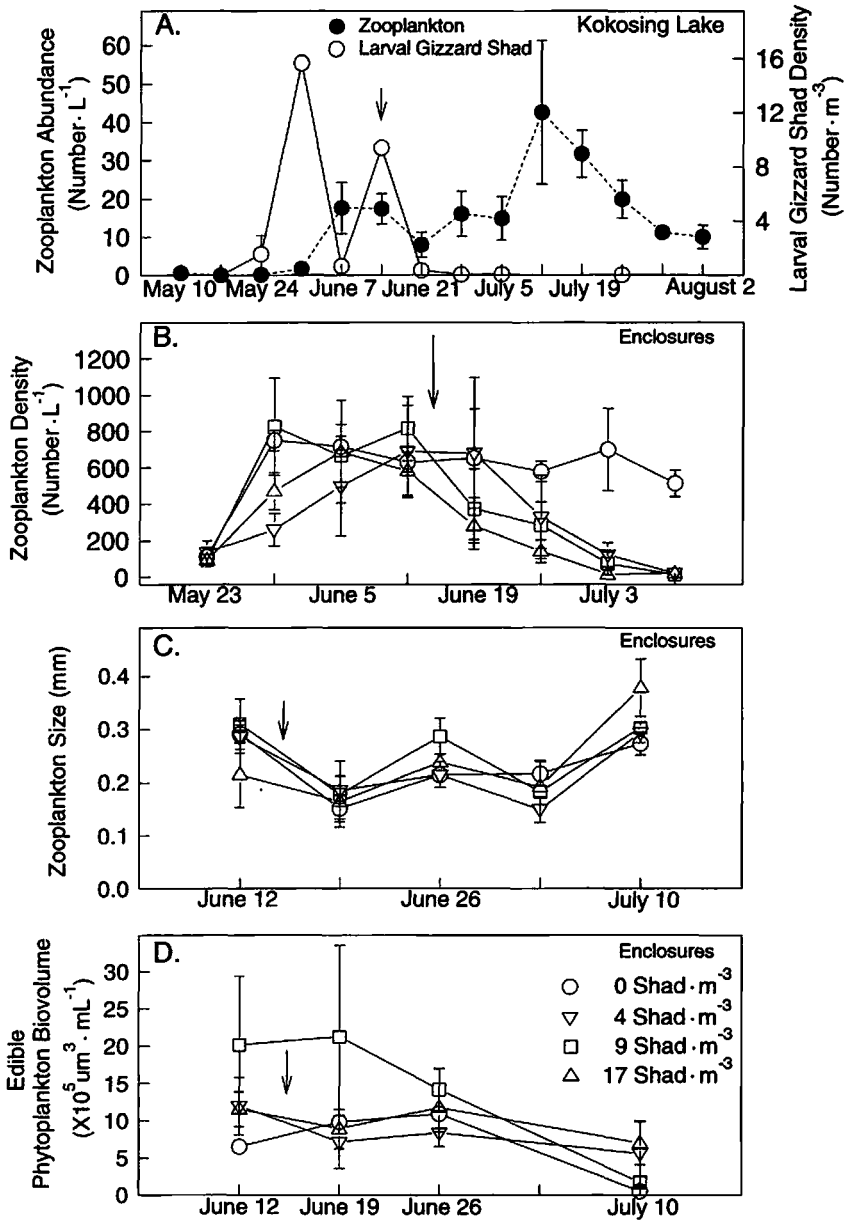 A.
Zooplankton
Larval Gizzard Shad
Kokosing Lake
Zooplankton Abundance
(Number·L⁻¹)
60
50
40
30
20
10
0
Larval Gizzard Shad Density
(Number·m⁻³)
16
12
8
4
May 10 May 24 June 7 June 21 July 5 July 19 August 2
B.
Enclosures
Zooplankton Density
(Number·L⁻¹)
1200
1000
800
600
400
200
0
May 23 June 5 June 19 July 3
C.
Enclosures
Zooplankton Size (mm)
0.4
0.3
0.2
0.1
0.0
June 12 June 26 July 10
D.
Enclosures
0 Shad·m⁻³
4 Shad·m⁻³
9 Shad·m⁻³
17 Shad·m⁻³
Edible
Phytoplankton Biovolume
(X10⁵um³·mL⁻¹)
30
25
20
15
10
5
0
June 12 June 19 June 26 July 10